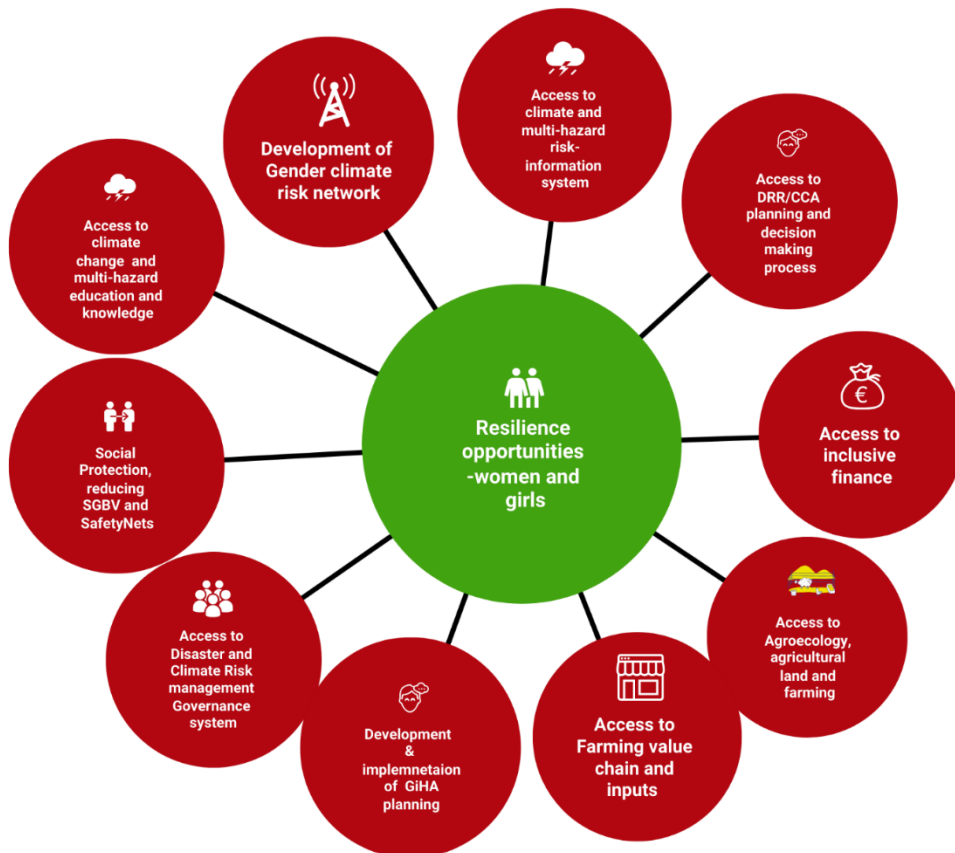 Access to
climate and
multi-hazard
risk-
information
system
Development of
Gender climate
risk network
Access to
DRR/CCA
planning and
decision
making
process
Access to
climate
change and
multi-hazard
education and
knowledge
€
Access to
inclusive
finance
Resilience
opportunities
-women and
girls
Social
Protection,
reducing
SGBV and
SafetyNets
Access to
Agroecology,
agricultural
land and
farming
Access to
Disaster and
Climate Risk
management
Governance
system
Development
&
implemnetaion
of GiHA
planning
Access to
Farming value
chain and
inputs